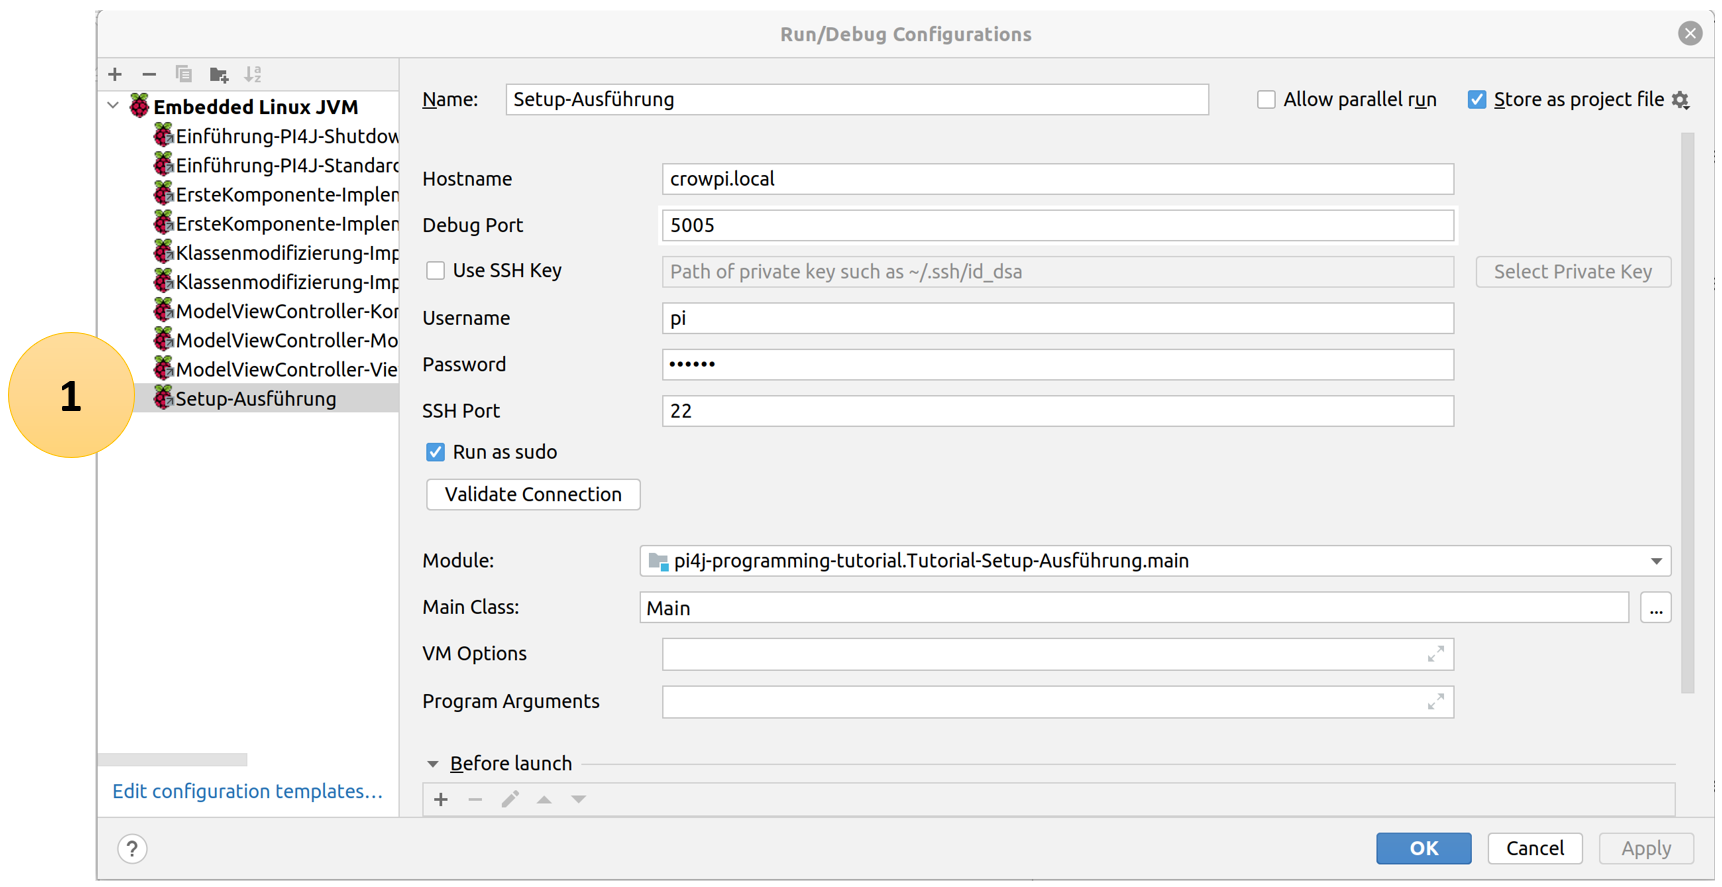 Run/Debug Configurations
Embedded Linux JVM
Einführung-PI4J-Shutdow
Einführung-PI4J-Standard
ErsteKomponente-Implem
ErsteKomponente-Implem
Klassenmodifizierung-Imp
Klassenmodifizierung-Imp
ModelViewController-Kon
ModelViewController-Mo
ModelViewController-Vie
Setup-Ausführung
1
Edit configuration templates...
Name: Setup-Ausführung Allow parallel run Store as project file
Hostname crowpi.local
Debug Port 5005
Use SSH Key Path of private key such as ~/.ssh/id_dsa Select Private Key
Username pi
Password ••••••
SSH Port 22
Run as sudo
Validate Connection
Module: pi4j-programming-tutorial.Tutorial-Setup-Ausführung.main
Main Class: Main ...
VM Options
Program Arguments
Before launch
? OK Cancel Apply